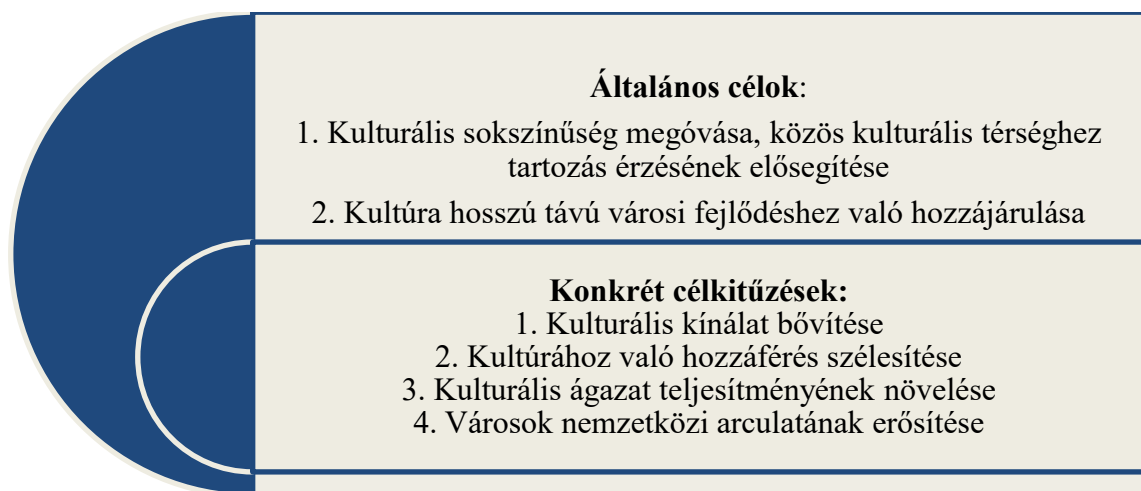 Általános célok:
1. Kulturális sokszínűség megóvása, közös kulturális térséghez
tartozás érzésének elősegítése
2. Kultúra hosszú távú városi fejlődéshez való hozzájárulása
Konkrét célkitűzések:
1. Kulturális kínálat bővítése
2. Kultúrához való hozzáférés szélesítése
3. Kulturális ágazat teljesítményének növelése
4. Városok nemzetközi arculatának erősítése